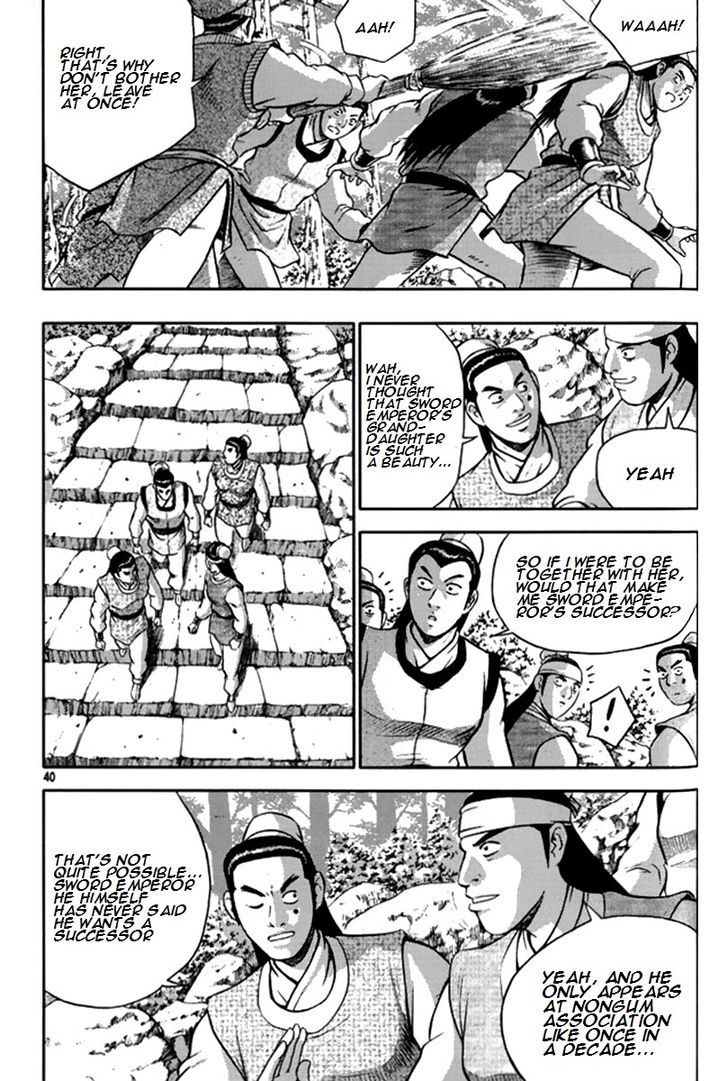 RIGHT,
THAT'S WHY
DON'T BOTHER
HER, LEAVE
AT ONCE!
AAH!
WAAAH!
WAH,
I NEVER
THOUGHT
THAT SWORD
EMPEROR'S
GRAND-
DAUGHTER
IS SUCH
A BEAUTY...
YEAH
SO IF I WERE TO BE
TOGETHER WITH HER,
WOULD THAT MAKE
ME SWORD EMPE-
ROR'S SUCCESSOR?
!
40
THAT'S NOT
QUITE POSSIBLE...
SWORD EMPEROR
HE HIMSELF
HAS NEVER SAID
HE WANTS A
SUCCESSOR
YEAH, AND HE
ONLY APPEARS
AT NONGUM
ASSOCIATION
LIKE ONCE IN
A DECADE...